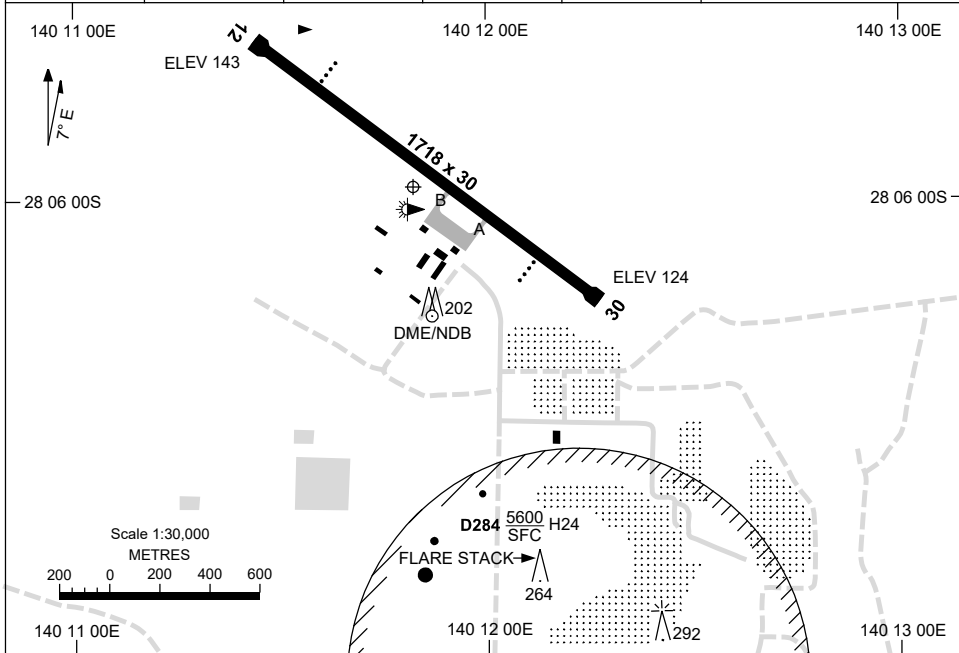 140 11 00E
140 12 00E
140 13 00E
12
ELEV 143
7° E
1718 x 30
28 06 00S
28 06 00S
B
A
ELEV 124
30
202
DME/NDB
D284 5600 H24
SFC
FLARE STACK
264
292
Scale 1:30,000
METRES
200 0 200 400 600
140 11 00E
140 12 00E
140 13 00E